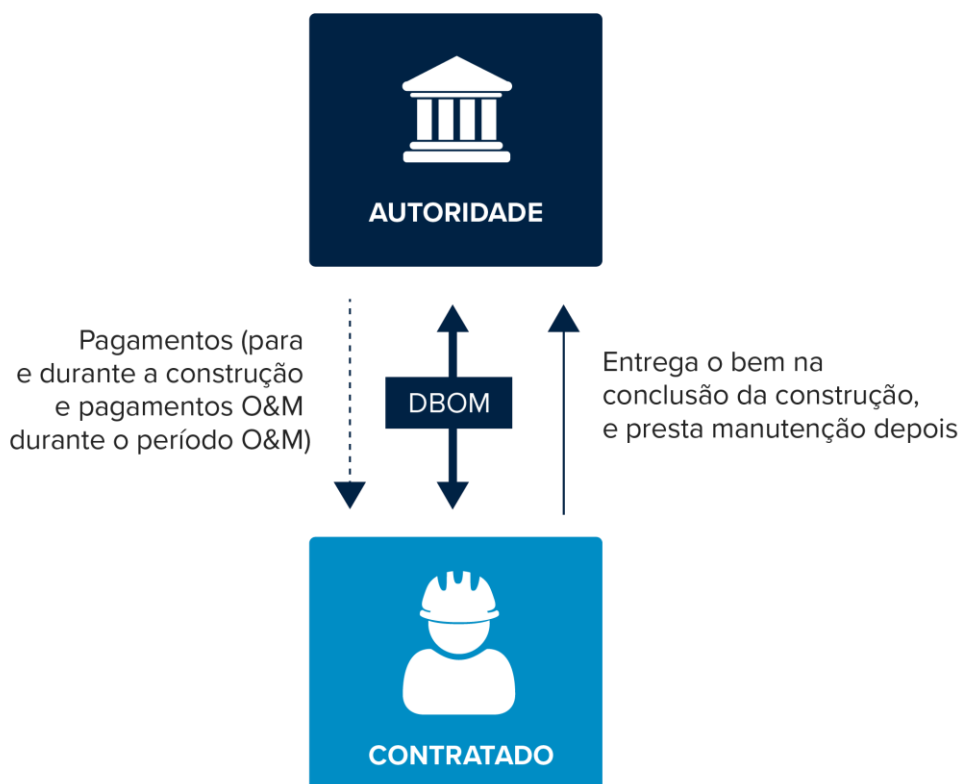 AUTORIDADE
Pagamentos (para
e durante a construção
e pagamentos O&M
durante o período O&M)
DBOM
Entrega o bem na
conclusão da construção,
e presta manutenção depois
CONTRATADO